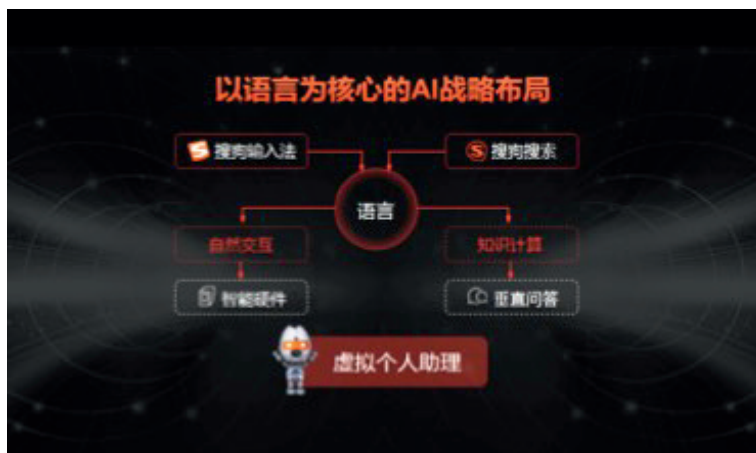 以语言为核心的AI战略布局
搜狗输入法
搜狗搜索
语言
自然交互
知识计算
智能硬件
垂直问答
虚拟个人助理